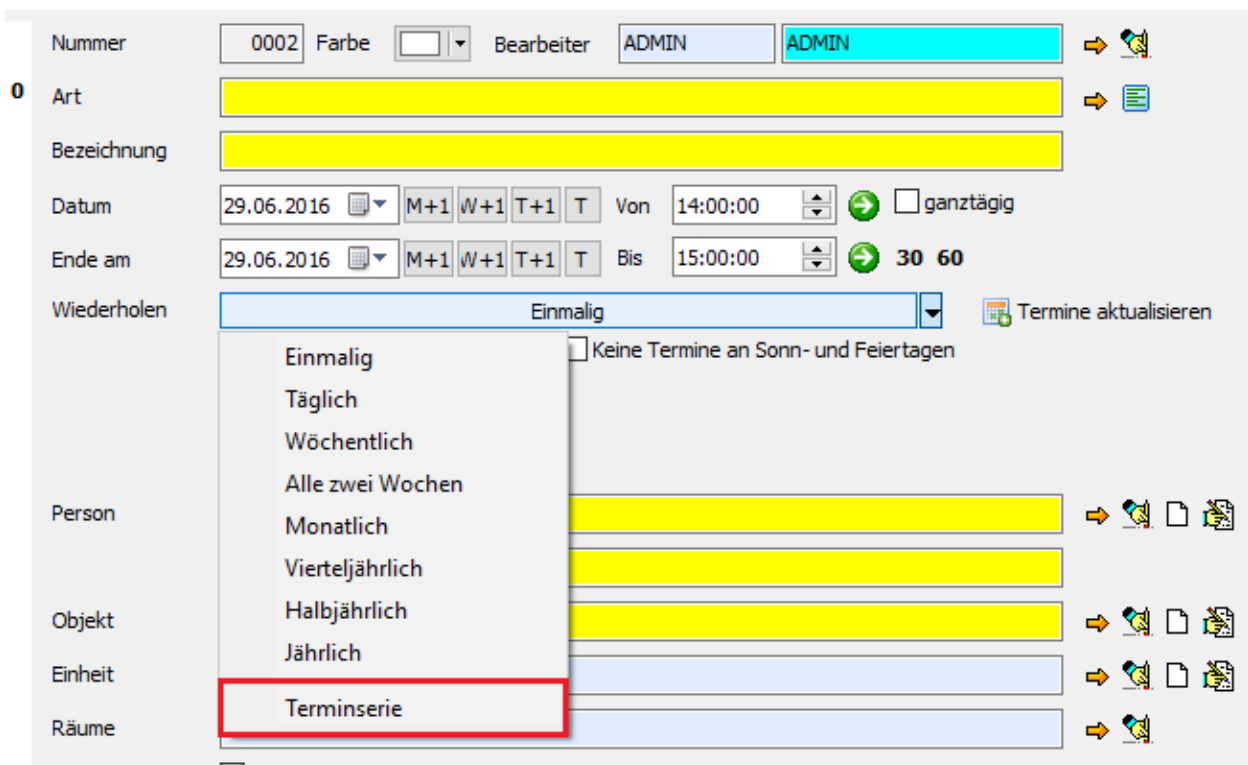 Nummer 0002 Farbe Bearbeiter ADMIN ADMIN
0 Art
Bezeichnung
Datum 29.06.2016 M+1 W+1 T+1 T Von 14:00:00 ganztägig
Ende am 29.06.2016 M+1 W+1 T+1 T Bis 15:00:00 30 60
Wiederholen Einmalig Termine aktualisieren
Keine Termine an Sonn- und Feiertagen
Einmalig
Täglich
Wöchentlich
Alle zwei Wochen
Monatlich
Vierteljährlich
Halbjährlich
Jährlich
Terminserie
Person
Objekt
Einheit
Räume